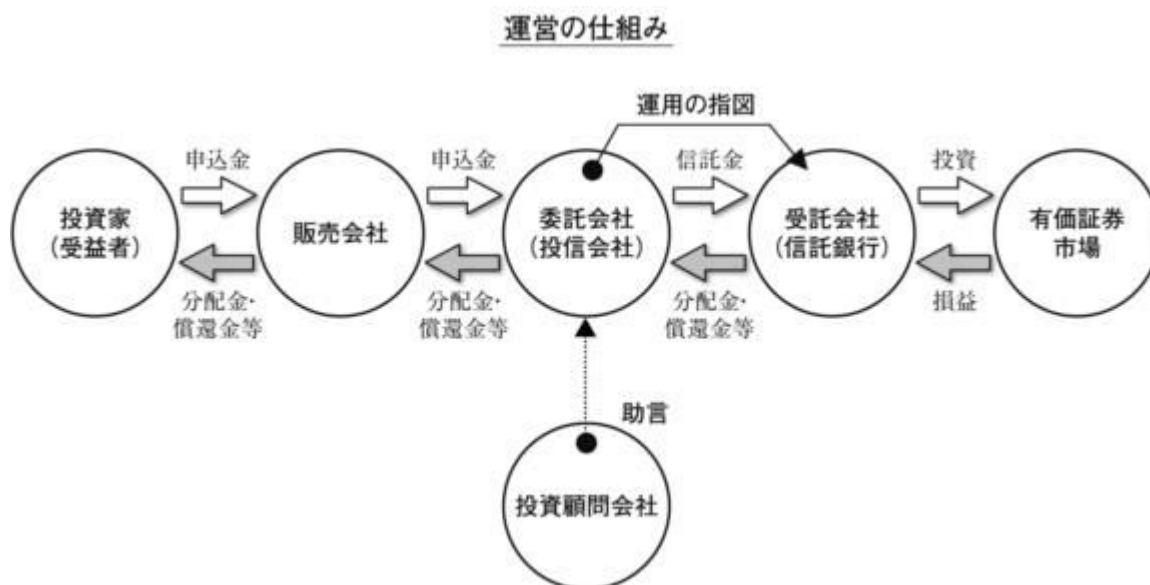 運営の仕組み
運用の指図
申込金
申込金
信託金
投資
投資家
(受益者)
販売会社
委託会社
(投信会社)
受託会社
(信託銀行)
有価証券
市場
分配金・
償還金等
分配金・
償還金等
分配金・
償還金等
損益
助言
投資顧問会社